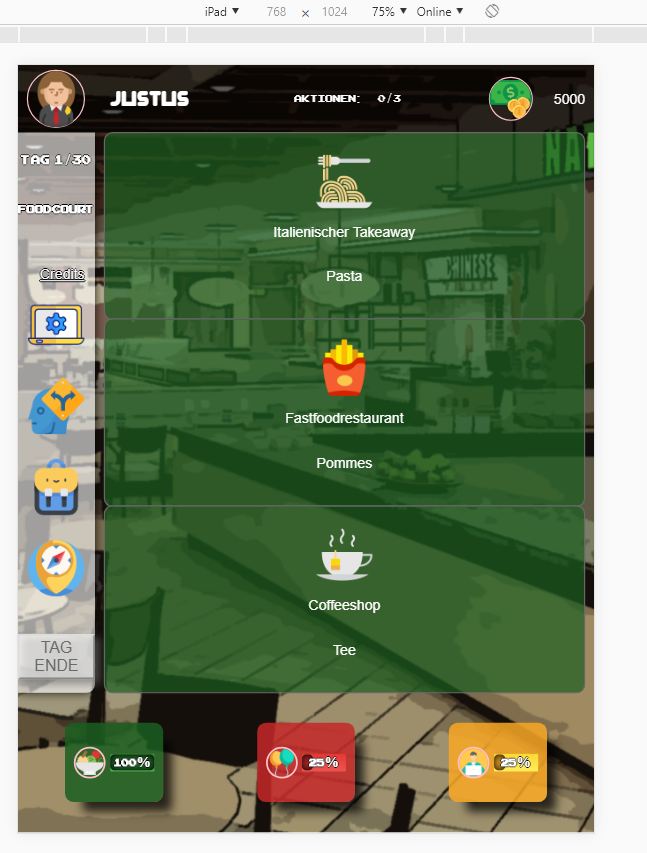 iPad ▼ 768 x 1024 75% ▼ Online ▼
JUSTUS
AKTIONEN: 0/3
5000
TAG 1/30
FOODCOURT
Credits
TAG
ENDE
Italienischer Takeaway
Pasta
CHINESE
Fastfoodrestaurant
Pommes
Coffeeshop
Tee
100%
25%
25%